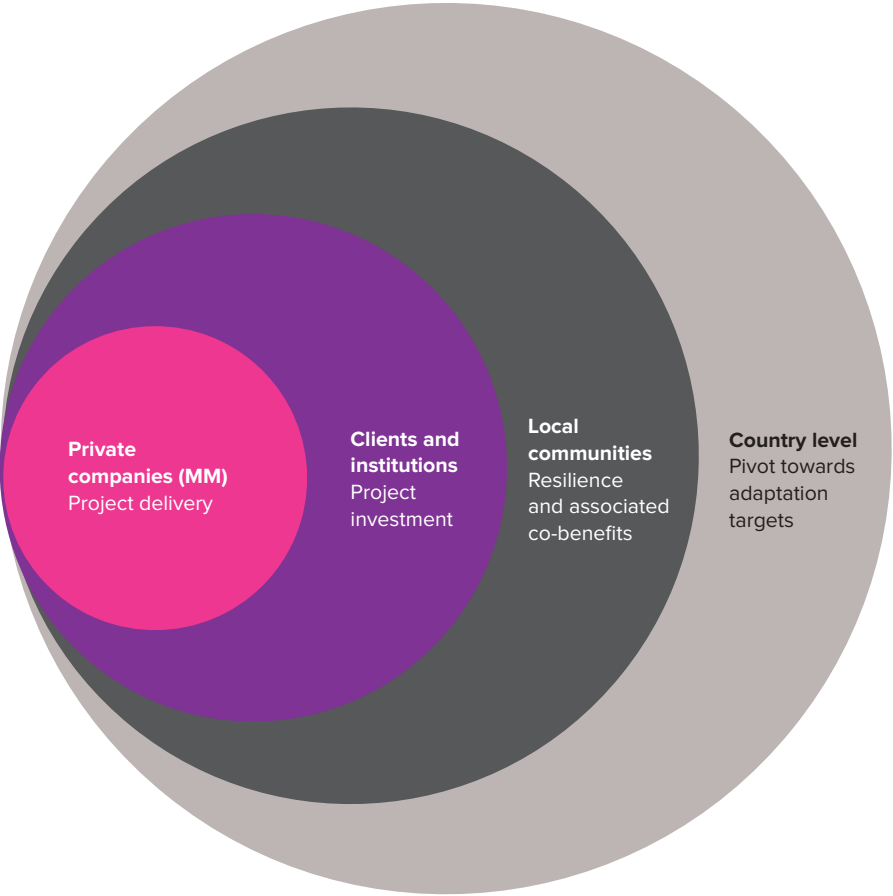 Private
companies (MM)
Project delivery
Clients and
institutions
Project
investment
Local
communities
Resilience
and associated
co-benefits
Country level
Pivot towards
adaptation
targets